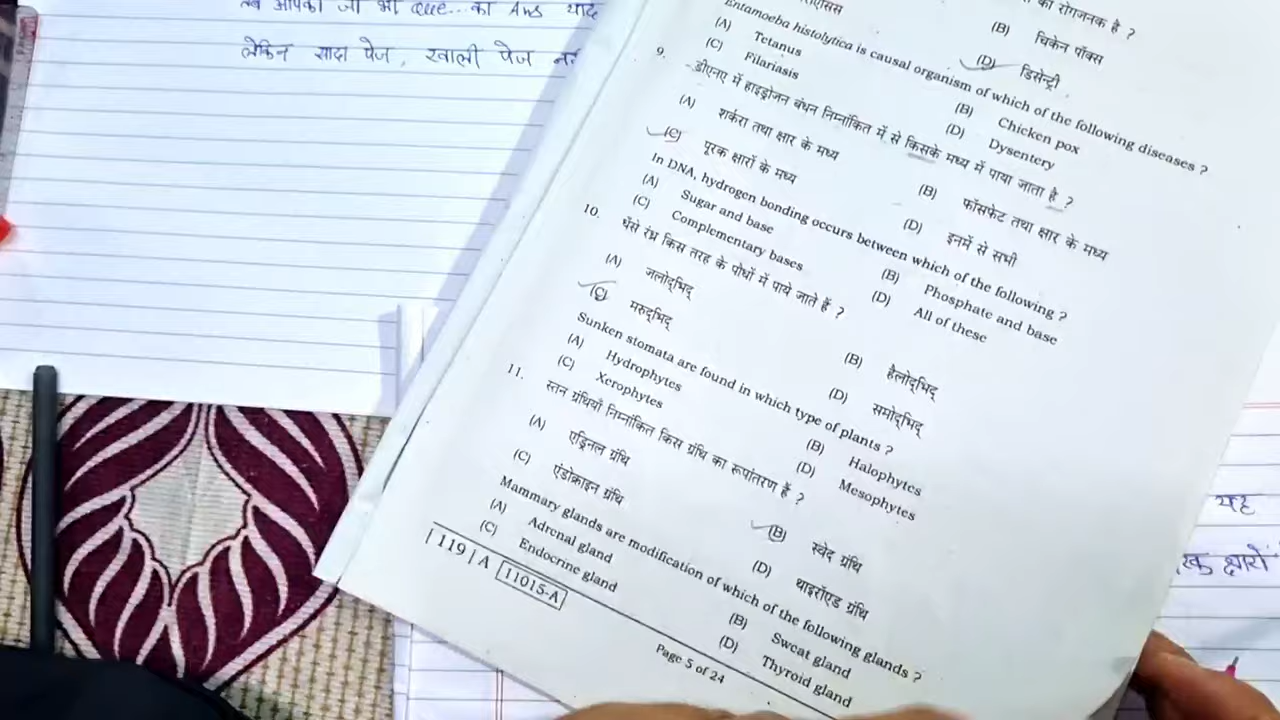 आपका जो भी Que... का Ans याद
लेकिन सादा पेज, खाली पेज
का रोगजनक है ?
(B) चिकेन पॉक्स
(D) डिसेन्ट्री
Entamoeba histolytica is causal organism of which of the following diseases ?
(A) Tetanus
(B) Chicken pox
(C) Filariasis
(D) Dysentery
9. डीएनए में हाइड्रोजन बंधन निम्नांकित में से किसके मध्य में पाया जाता है ?
(A) शर्करा तथा क्षार के मध्य
(B) फॉसफेट तथा क्षार के मध्य
(C) पूरक क्षारों के मध्य
(D) इनमें से सभी
In DNA, hydrogen bonding occurs between which of the following ?
(A) Sugar and base
(B) Phosphate and base
(C) Complementary bases
(D) All of these
10. धँसे रंध्र किस तरह के पौधों में पाये जाते हैं ?
(A) जलोद्‌भिद्
(B) हैलोद्‌भिद्
(C) मरुद्‌भिद्
(D) समोद्‌भिद्
Sunken stomata are found in which type of plants ?
(A) Hydrophytes
(B) Halophytes
(C) Xerophytes
(D) Mesophytes
11. स्तन ग्रंथियाँ निम्नांकित किस ग्रंथि का रूपांतरण हैं ?
(A) एड्रिनल ग्रंथि
(B) स्वेद ग्रंथि
(C) एंडोक्राइन ग्रंथि
(D) थाइरॉएड ग्रंथि
Mammary glands are modification of which of the following glands ?
(A) Adrenal gland
(B) Sweat gland
(C) Endocrine gland
(D) Thyroid gland
[ 119 ] A 11015-A
Page 5 of 24
यह
क्षारों